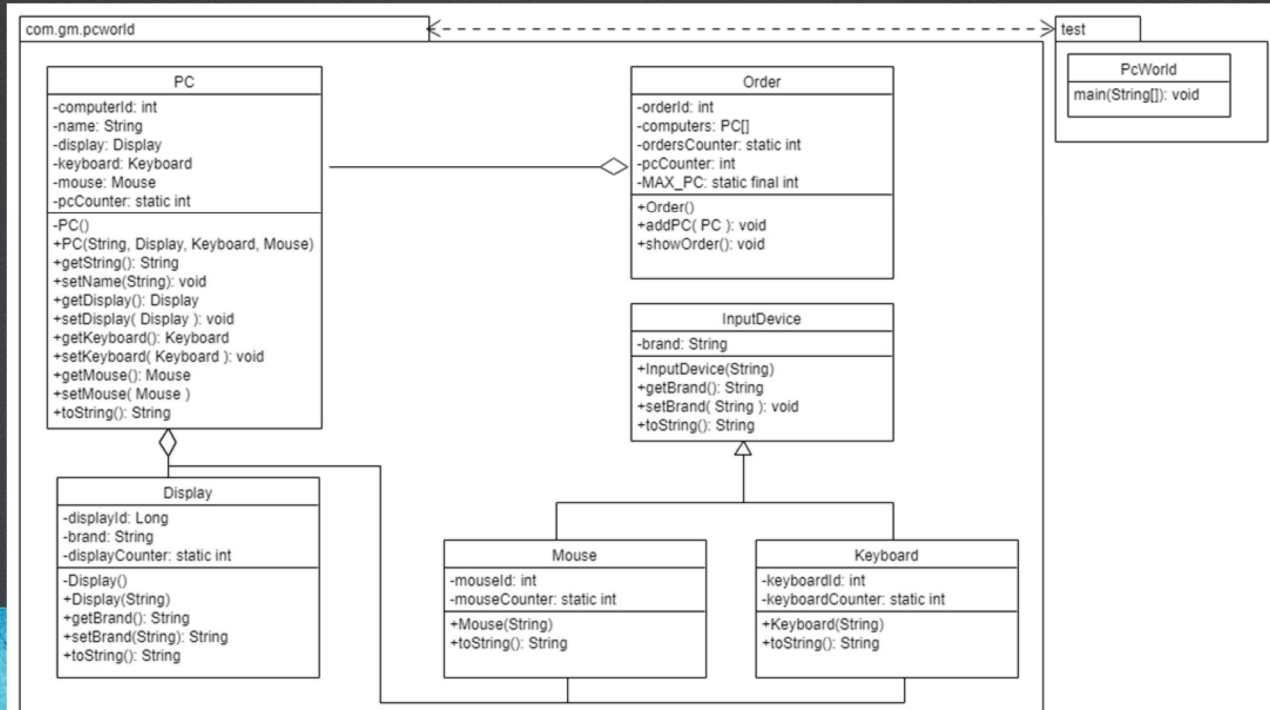 com.gm.pcworld
PC
-computerId: int
-name: String
-display: Display
-keyboard: Keyboard
-mouse: Mouse
-pcCounter: static int
-PC()
+PC(String, Display, Keyboard, Mouse)
+getString(): String
+setName(String): void
+getDisplay(): Display
+setDisplay( Display ): void
+getKeyboard(): Keyboard
+setKeyboard( Keyboard ): void
+getMouse(): Mouse
+setMouse( Mouse )
+toString(): String
Order
-orderId: int
-computers: PC[]
-ordersCounter: static int
-pcCounter: int
-MAX_PC: static final int
+Order()
+addPC( PC ): void
+showOrder(): void
InputDevice
-brand: String
+InputDevice(String)
+getBrand(): String
+setBrand( String ): void
+toString(): String
Display
-displayId: Long
-brand: String
-displayCounter: static int
-Display()
+Display(String)
+getBrand(): String
+setBrand(String): String
+toString(): String
Mouse
-mouseId: int
-mouseCounter: static int
+Mouse(String)
+toString(): String
Keyboard
-keyboardId: int
-keyboardCounter: static int
+Keyboard(String)
+toString(): String
test
PcWorld
main(String[]): void